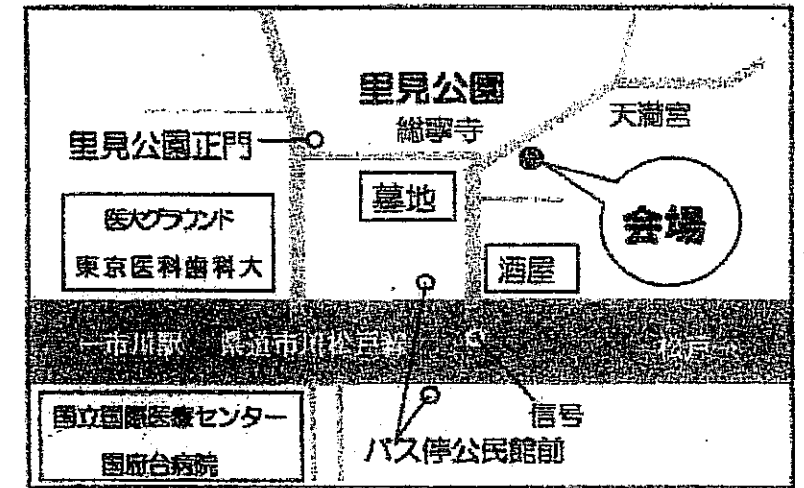 里見公園
総寧寺
天満宮
里見公園正門
墓地
会場
医大グラウンド
東京医科歯科大
酒屋
←市川駅
県道市川松戸線
松戸→
国立国際医療センター
国府台病院
信号
バス停公民館前